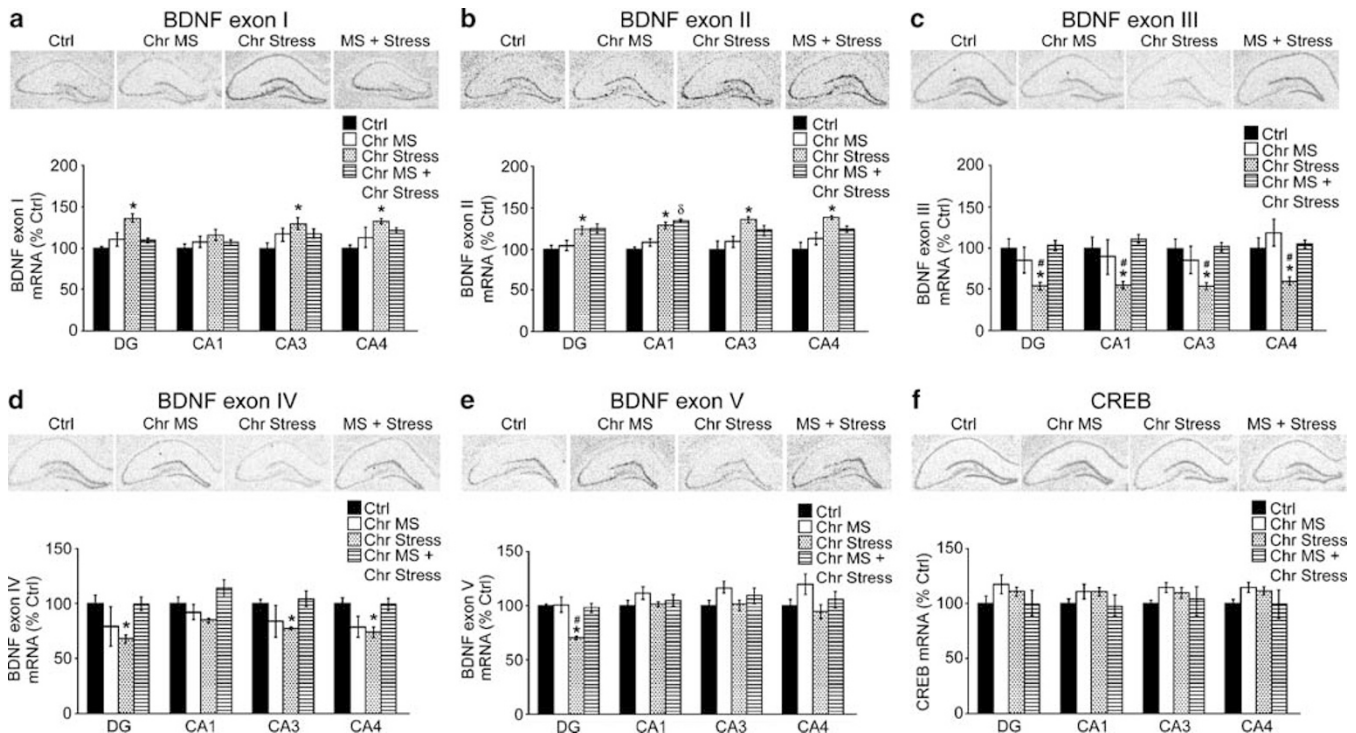 a
BDNF exon I
Ctrl Chr MS Chr Stress MS + Stress
Ctrl
Chr MS
Chr Stress
Chr MS +
Chr Stress
BDNF exon I
mRNA (% Ctrl)
200
150
100
50
0
* * *
DG CA1 CA3 CA4
b
BDNF exon II
Ctrl Chr MS Chr Stress MS + Stress
Ctrl
Chr MS
Chr Stress
Chr MS +
Chr Stress
BDNF exon II
mRNA (% Ctrl)
200
150
100
50
0
* * δ * *
DG CA1 CA3 CA4
c
BDNF exon III
Ctrl Chr MS Chr Stress MS + Stress
Ctrl
Chr MS
Chr Stress
Chr MS +
Chr Stress
BDNF exon III
mRNA (% Ctrl)
200
150
100
50
0
# # # #
* * * *
DG CA1 CA3 CA4
d
BDNF exon IV
Ctrl Chr MS Chr Stress MS + Stress
Ctrl
Chr MS
Chr Stress
Chr MS +
Chr Stress
BDNF exon IV
mRNA (% Ctrl)
150
100
50
0
* * *
DG CA1 CA3 CA4
e
BDNF exon V
Ctrl Chr MS Chr Stress MS + Stress
Ctrl
Chr MS
Chr Stress
Chr MS +
Chr Stress
BDNF exon V
mRNA (% Ctrl)
150
100
50
0
#
*
DG CA1 CA3 CA4
f
CREB
Ctrl Chr MS Chr Stress MS + Stress
Ctrl
Chr MS
Chr Stress
Chr MS +
Chr Stress
CREB mRNA (% Ctrl)
150
100
50
0
DG CA1 CA3 CA4